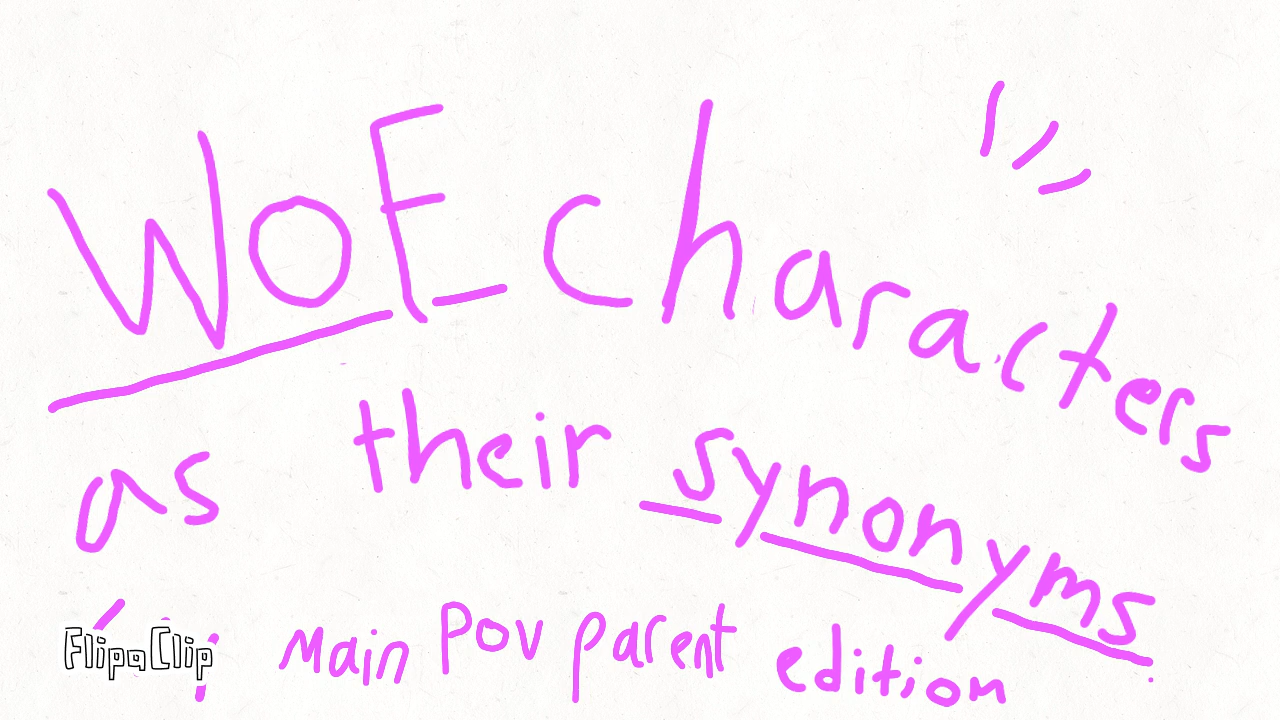 WOF characters
as their synonyms
Main POV parent edition
FlipaClip